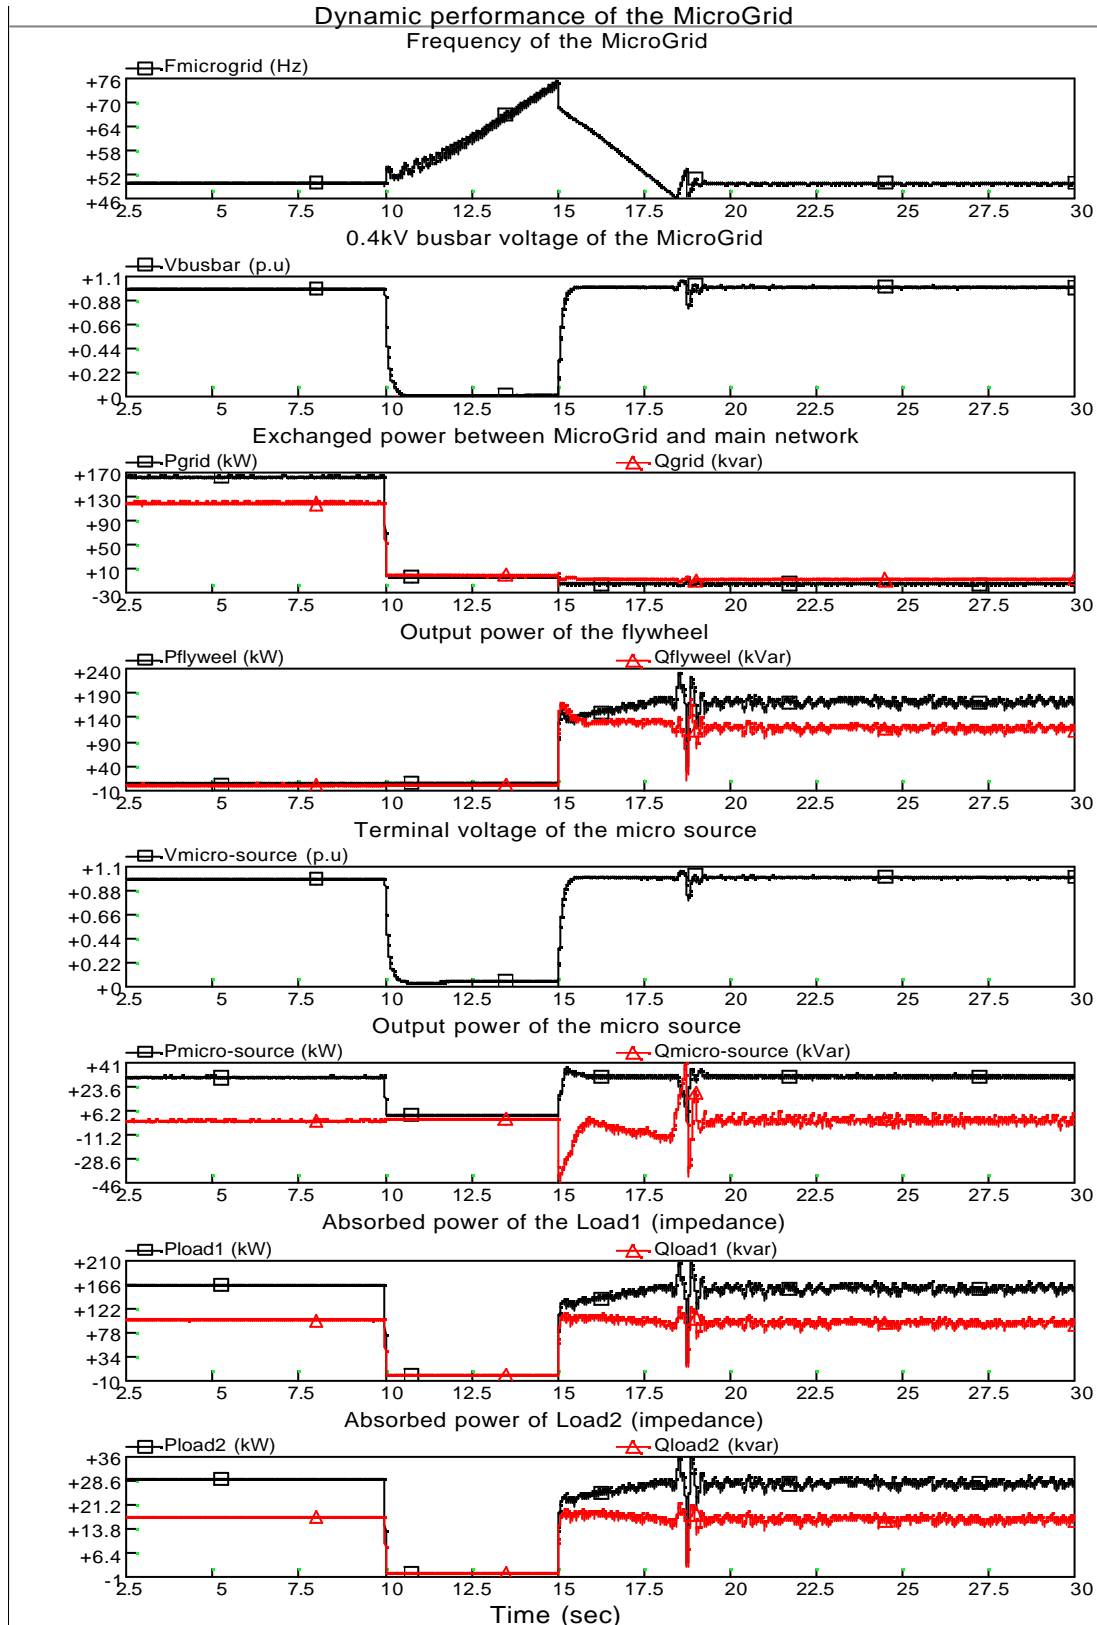 Dynamic performance of the MicroGrid
Frequency of the MicroGrid
Fmicrogrid (Hz)
+76
+70
+64
+58
+52
+46
2.5 5 7.5 10 12.5 15 17.5 20 22.5 25 27.5 30
0.4kV busbar voltage of the MicroGrid
Vbusbar (p.u)
+1.1
+0.88
+0.66
+0.44
+0.22
+0
2.5 5 7.5 10 12.5 15 17.5 20 22.5 25 27.5 30
Exchanged power between MicroGrid and main network
Pgrid (kW) Qgrid (kvar)
+170
+130
+90
+50
+10
-30
2.5 5 7.5 10 12.5 15 17.5 20 22.5 25 27.5 30
Output power of the flywheel
Pflyweel (kW) Qflyweel (kVar)
+240
+190
+140
+90
+40
-10
2.5 5 7.5 10 12.5 15 17.5 20 22.5 25 27.5 30
Terminal voltage of the micro source
Vmicro-source (p.u)
+1.1
+0.88
+0.66
+0.44
+0.22
+0
2.5 5 7.5 10 12.5 15 17.5 20 22.5 25 27.5 30
Output power of the micro source
Pmicro-source (kW) Qmicro-source (kVar)
+41
+23.6
+6.2
-11.2
-28.6
-46
2.5 5 7.5 10 12.5 15 17.5 20 22.5 25 27.5 30
Absorbed power of the Load1 (impedance)
Pload1 (kW) Qload1 (kvar)
+210
+166
+122
+78
+34
-10
2.5 5 7.5 10 12.5 15 17.5 20 22.5 25 27.5 30
Absorbed power of Load2 (impedance)
Pload2 (kW) Qload2 (kvar)
+36
+28.6
+21.2
+13.8
+6.4
-1
2.5 5 7.5 10 12.5 15 17.5 20 22.5 25 27.5 30
Time (sec)